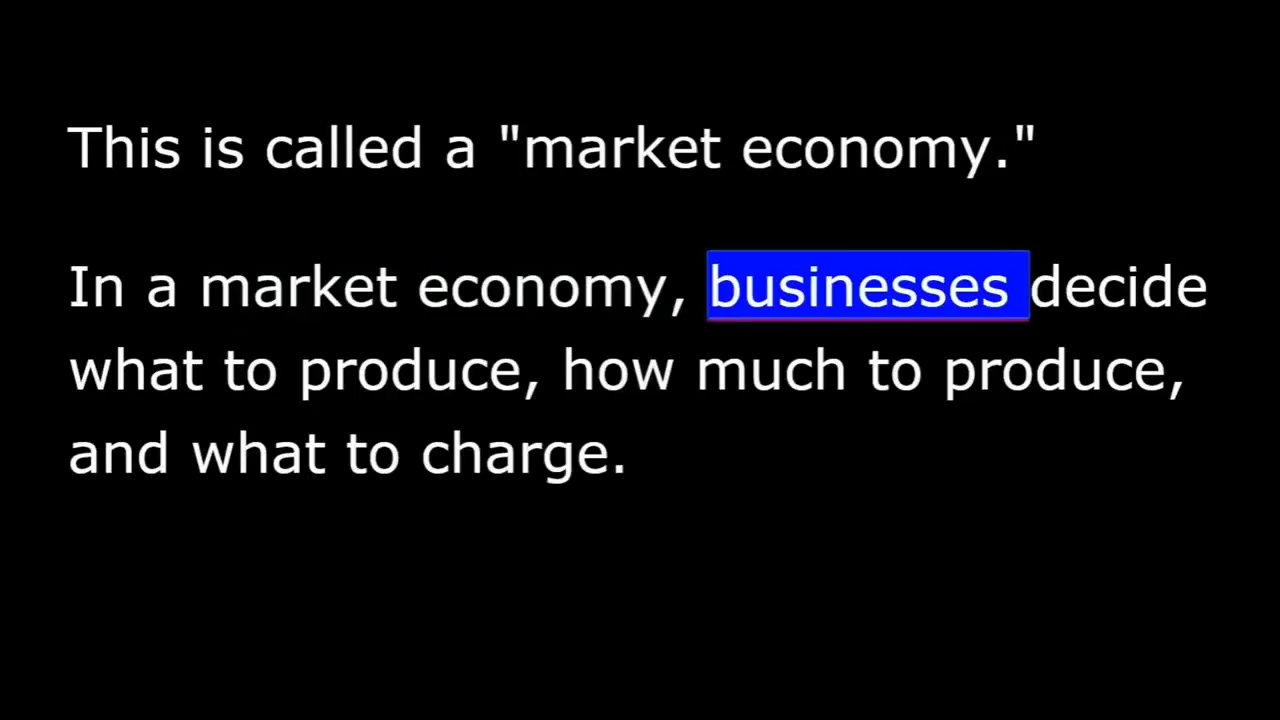 This is called a "market economy."
In a market economy, businesses decide
what to produce, how much to produce,
and what to charge.